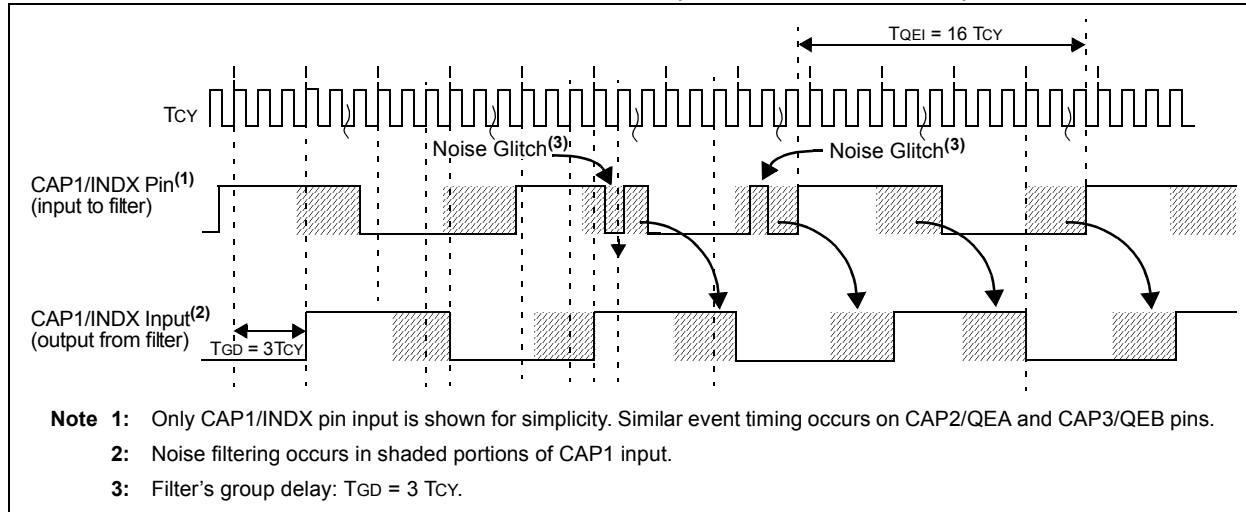 TQEI = 16 TCY
TCY
Noise Glitch(3)
Noise Glitch(3)
CAP1/INDX Pin(1)
(input to filter)
CAP1/INDX Input(2)
(output from filter)
TGD = 3TCY
Note 1: Only CAP1/INDX pin input is shown for simplicity. Similar event timing occurs on CAP2/QEA and CAP3/QEB pins.
2: Noise filtering occurs in shaded portions of CAP1 input.
3: Filter's group delay: TGD = 3 TCY.